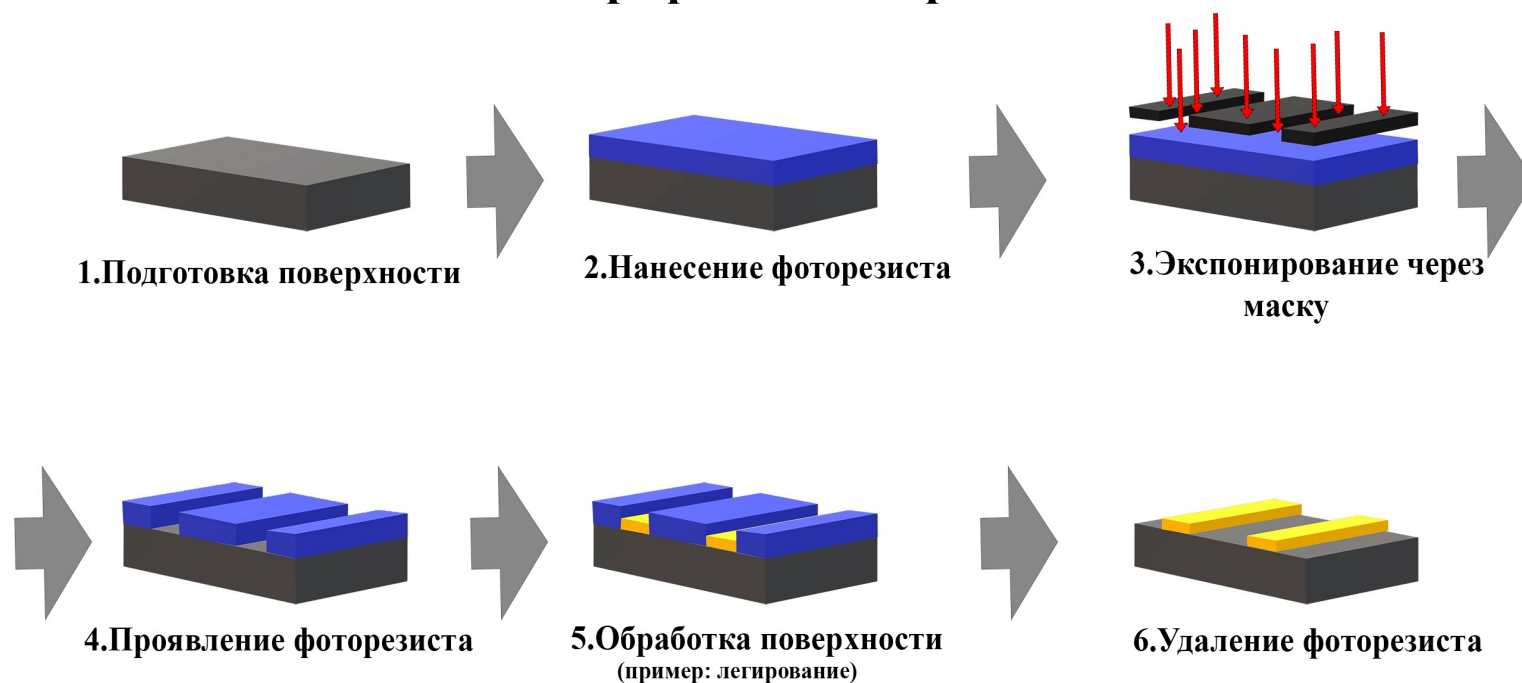 1.Подготовка поверхности
2.Нанесение фоторезиста
3.Экспонирование через
маску
4.Проявление фоторезиста
5.Обработка поверхности
(пример: легирование)
6.Удаление фоторезиста